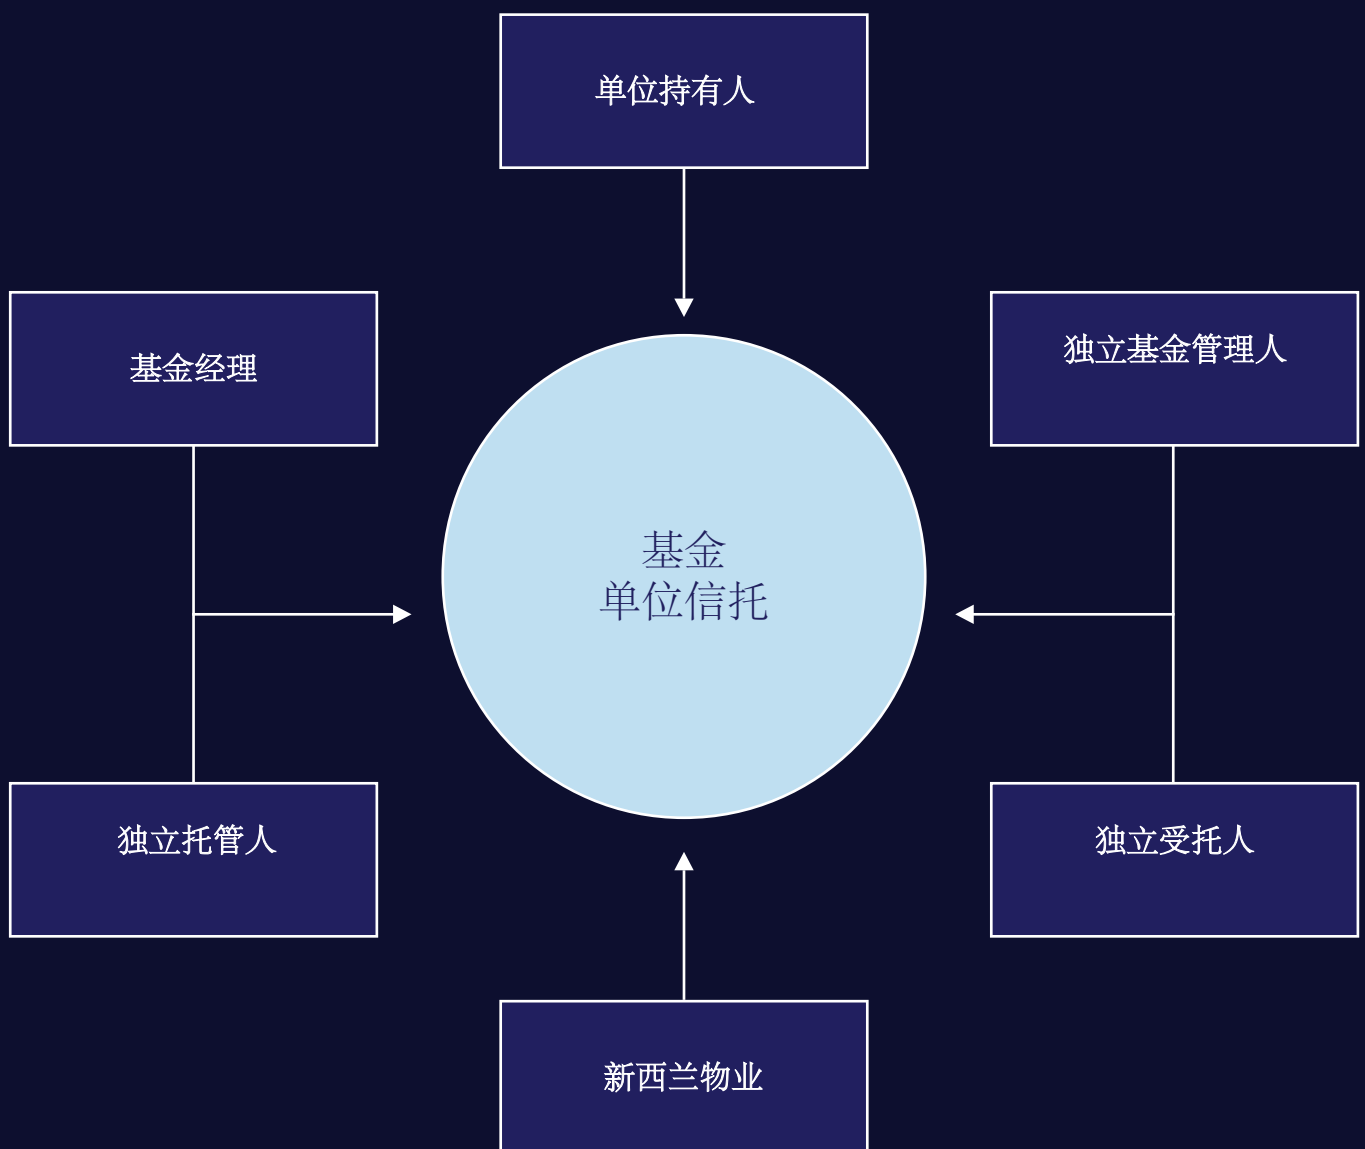 单位持有人
基金经理
独立基金管理人
基金
单位信托
独立托管人
独立受托人
新西兰物业